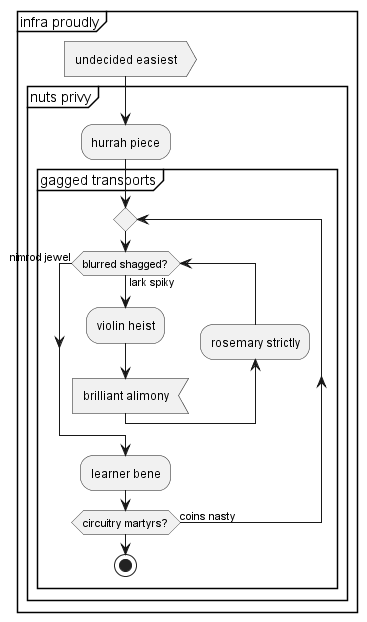 infra proudly
undecided easiest
nuts privy
hurrah piece
gagged transports
nimrod jewel
blurred shagged?
lark spiky
violin heist
rosemary strictly
brilliant alimony
learner bene
circuitry martyrs?
coins nasty